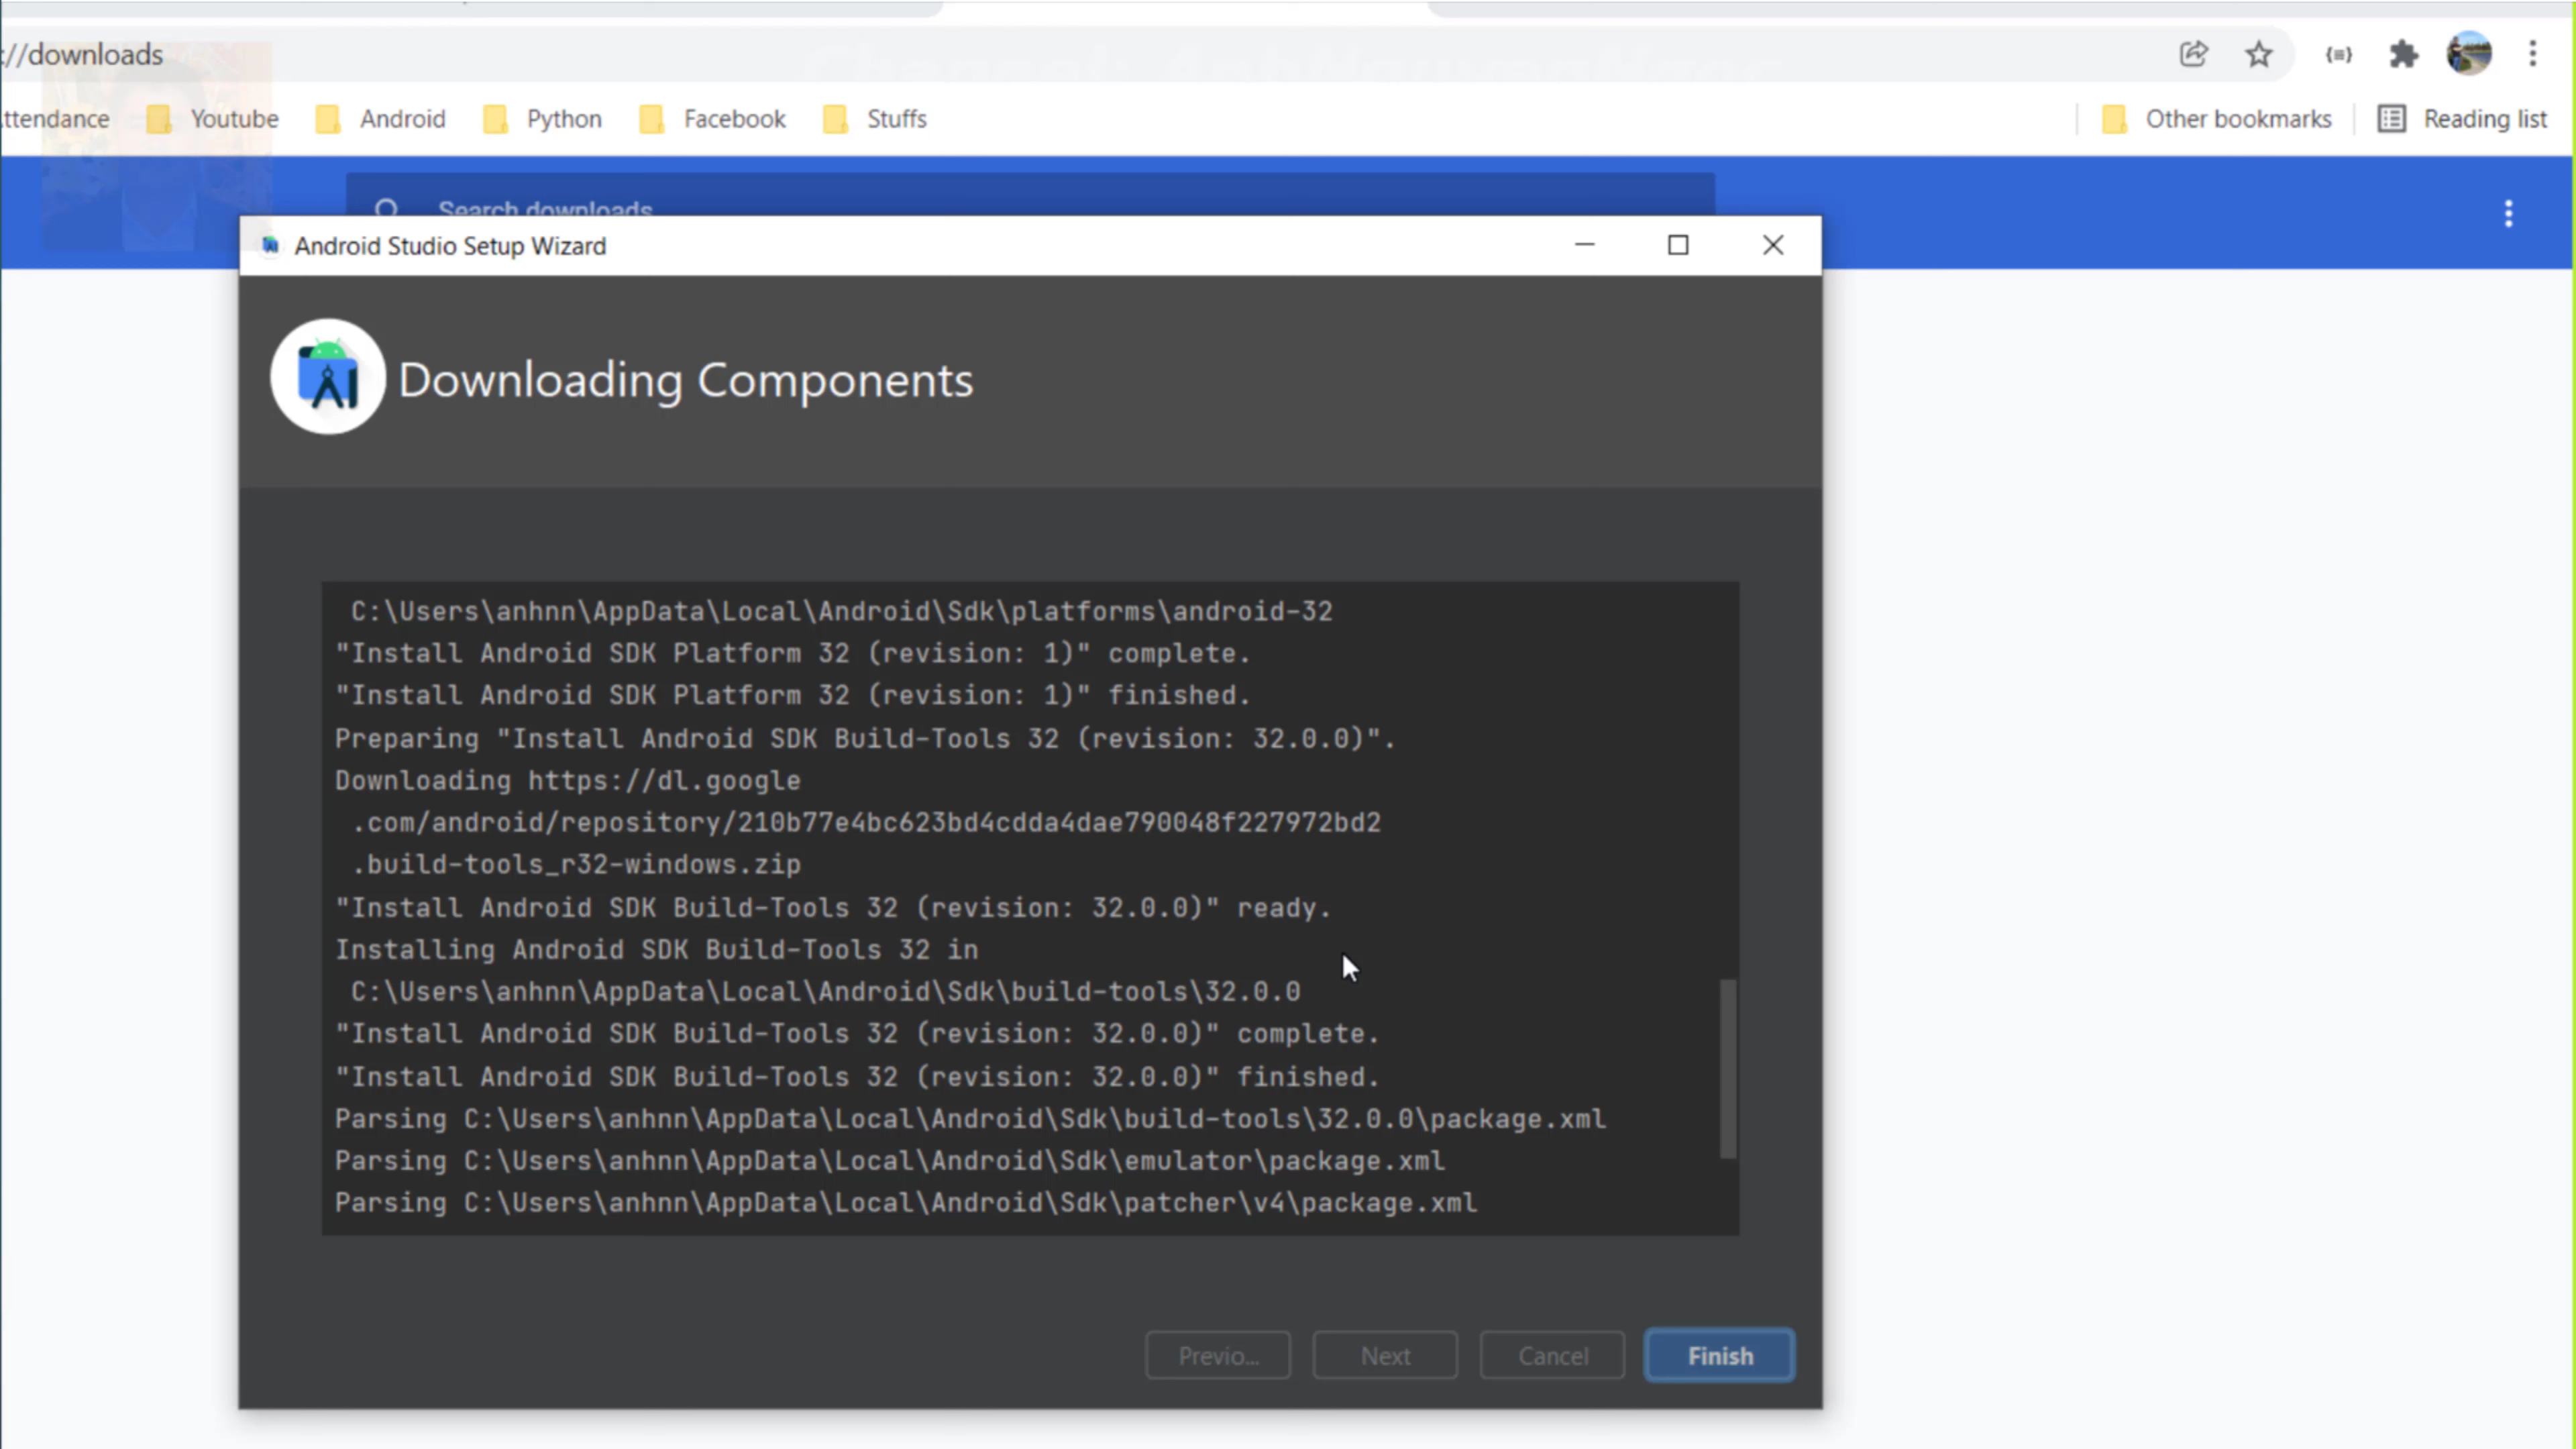 ://downloads
ttendance Youtube Android Python Facebook Stuffs Other bookmarks Reading list
Search downloads
Android Studio Setup Wizard
Downloading Components
C:\Users\anhnn\AppData\Local\Android\Sdk\platforms\android-32
"Install Android SDK Platform 32 (revision: 1)" complete.
"Install Android SDK Platform 32 (revision: 1)" finished.
Preparing "Install Android SDK Build-Tools 32 (revision: 32.0.0)".
Downloading https://dl.google
.com/android/repository/210b77e4bc623bd4cdda4dae790048f227972bd2
.build-tools_r32-windows.zip
"Install Android SDK Build-Tools 32 (revision: 32.0.0)" ready.
Installing Android SDK Build-Tools 32 in
C:\Users\anhnn\AppData\Local\Android\Sdk\build-tools\32.0.0
"Install Android SDK Build-Tools 32 (revision: 32.0.0)" complete.
"Install Android SDK Build-Tools 32 (revision: 32.0.0)" finished.
Parsing C:\Users\anhnn\AppData\Local\Android\Sdk\build-tools\32.0.0\package.xml
Parsing C:\Users\anhnn\AppData\Local\Android\Sdk\emulator\package.xml
Parsing C:\Users\anhnn\AppData\Local\Android\Sdk\patcher\v4\package.xml
Previo... Next Cancel Finish